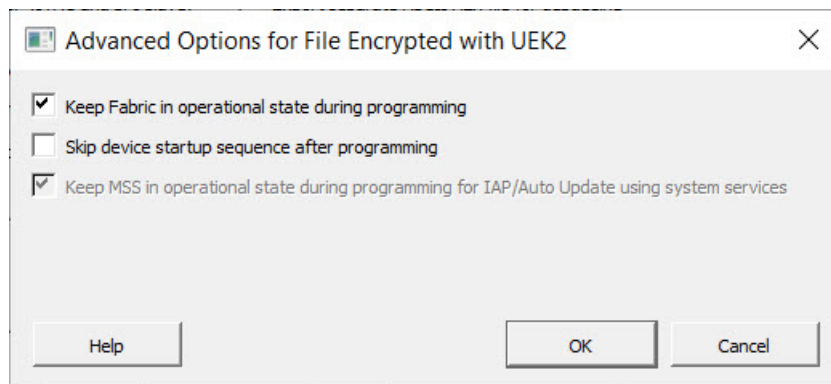 Advanced Options for File Encrypted with UEK2
Keep Fabric in operational state during programming
Skip device startup sequence after programming
Keep MSS in operational state during programming for IAP/Auto Update using system services
Help
OK
Cancel